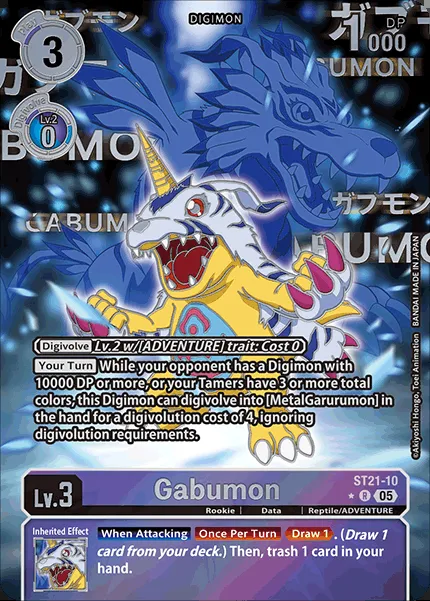 DIGIMON
Play
3
DP
000
ガブモン
ガブモン
Digivolve
Lv.2
0
UMON
ガブモン
BUMON
GABUM
UMO
©Akiyoshi Hongo, Toei Animation BANDAI MADE IN JAPAN
Digivolve Lv.2 w/[ADVENTURE] trait: Cost 0
Your Turn While your opponent has a Digimon with
10000 DP or more, or your Tamers have 3 or more total
colors, this Digimon can digivolve into [MetalGarurumon] in
the hand for a digivolution cost of 4, ignoring
digivolution requirements.
Lv.3
Gabumon
ST21-10
R 05
Rookie | Data | Reptile/ADVENTURE
Inherited Effect
When Attacking Once Per Turn Draw 1 . (Draw 1
card from your deck.) Then, trash 1 card in your
hand.